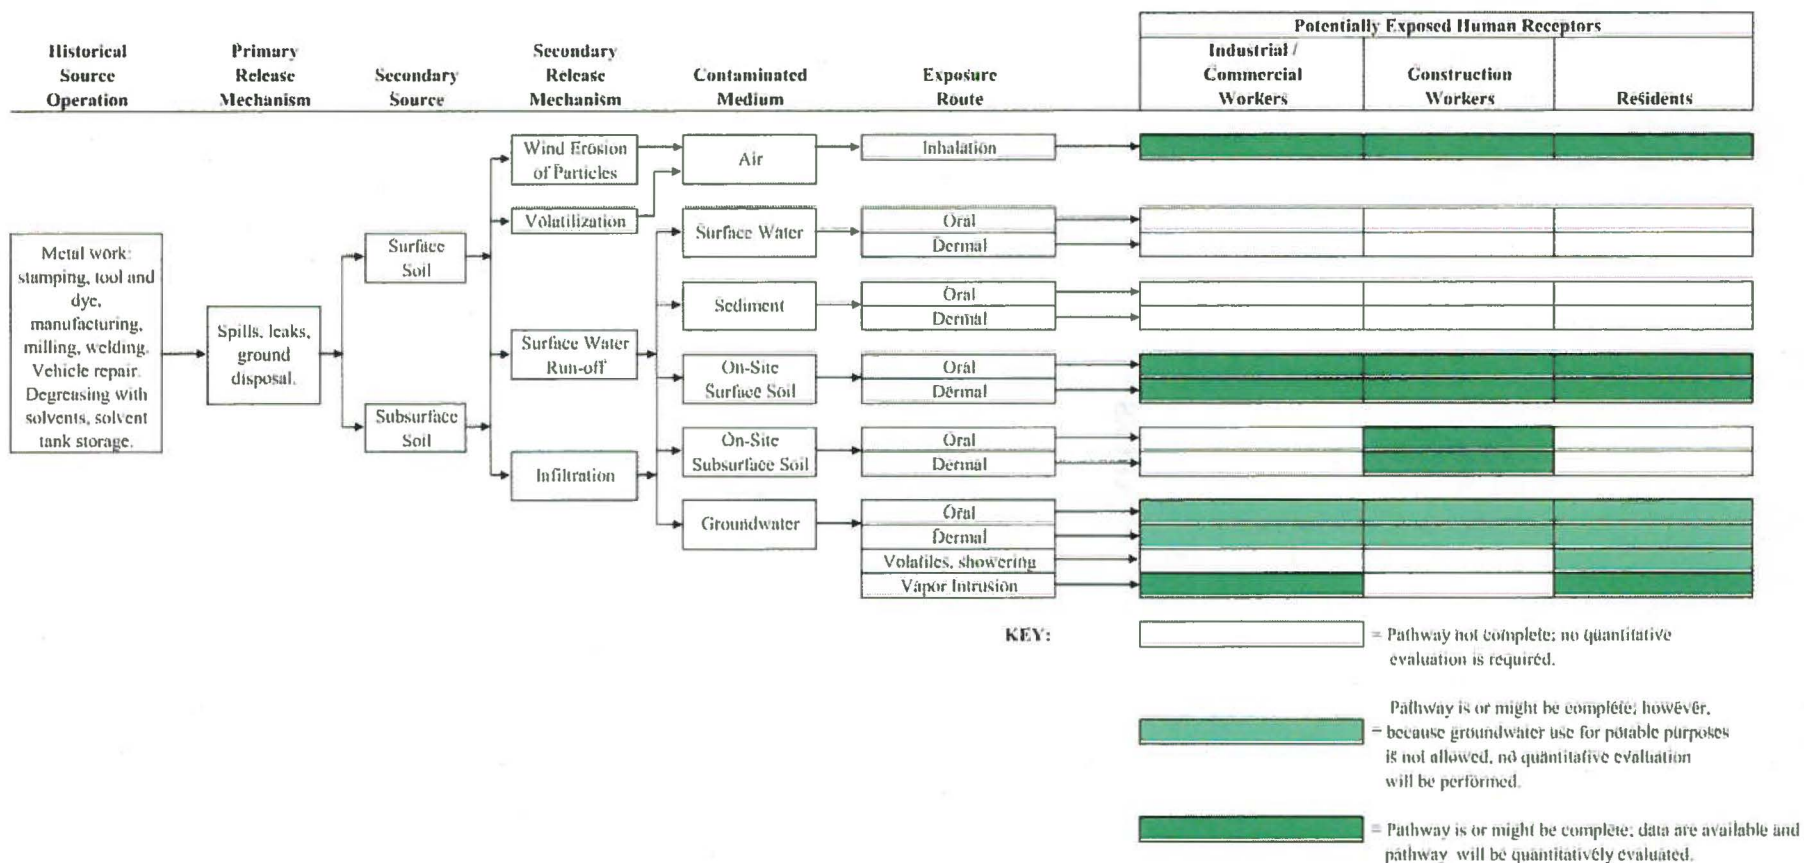 Potentially Exposed Human Receptors
Historical
Source
Operation
Primary
Release
Mechanism
Secondary
Source
Secondary
Release
Mechanism
Contaminated
Medium
Exposure
Route
Industrial /
Commercial
Workers
Construction
Workers
Residents
Metal work:
stamping, tool and
dye,
manufacturing,
milling, welding.
Vehicle repair.
Degreasing with
solvents, solvent
tank storage.
Spills, leaks,
ground
disposal.
Surface
Soil
Subsurface
Soil
Wind Erosion
of Particles
Volatilization
Surface Water
Run-off
Infiltration
Air
Surface Water
Sediment
On-Site
Surface Soil
On-Site
Subsurface Soil
Groundwater
Inhalation
Oral
Dermal
Oral
Dermal
Oral
Dermal
Oral
Dermal
Oral
Dermal
Volatiles, showering
Vapor Intrusion
KEY:
= Pathway not complete; no quantitative
evaluation is required.
Pathway is or might be complete; however,
= because groundwater use for potable purposes
is not allowed, no quantitative evaluation
will be performed.
= Pathway is or might be complete; data are available and
pathway will be quantitatively evaluated.